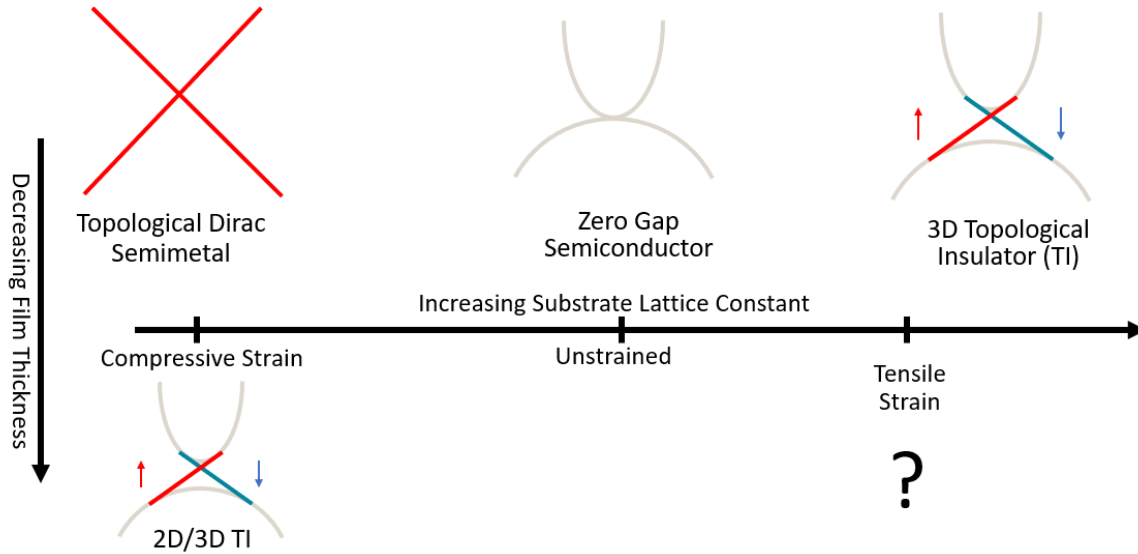 Decreasing Film Thickness
Topological Dirac
Semimetal
Zero Gap
Semiconductor
3D Topological
Insulator (TI)
Increasing Substrate Lattice Constant
Compressive Strain
Unstrained
Tensile
Strain
2D/3D TI
?